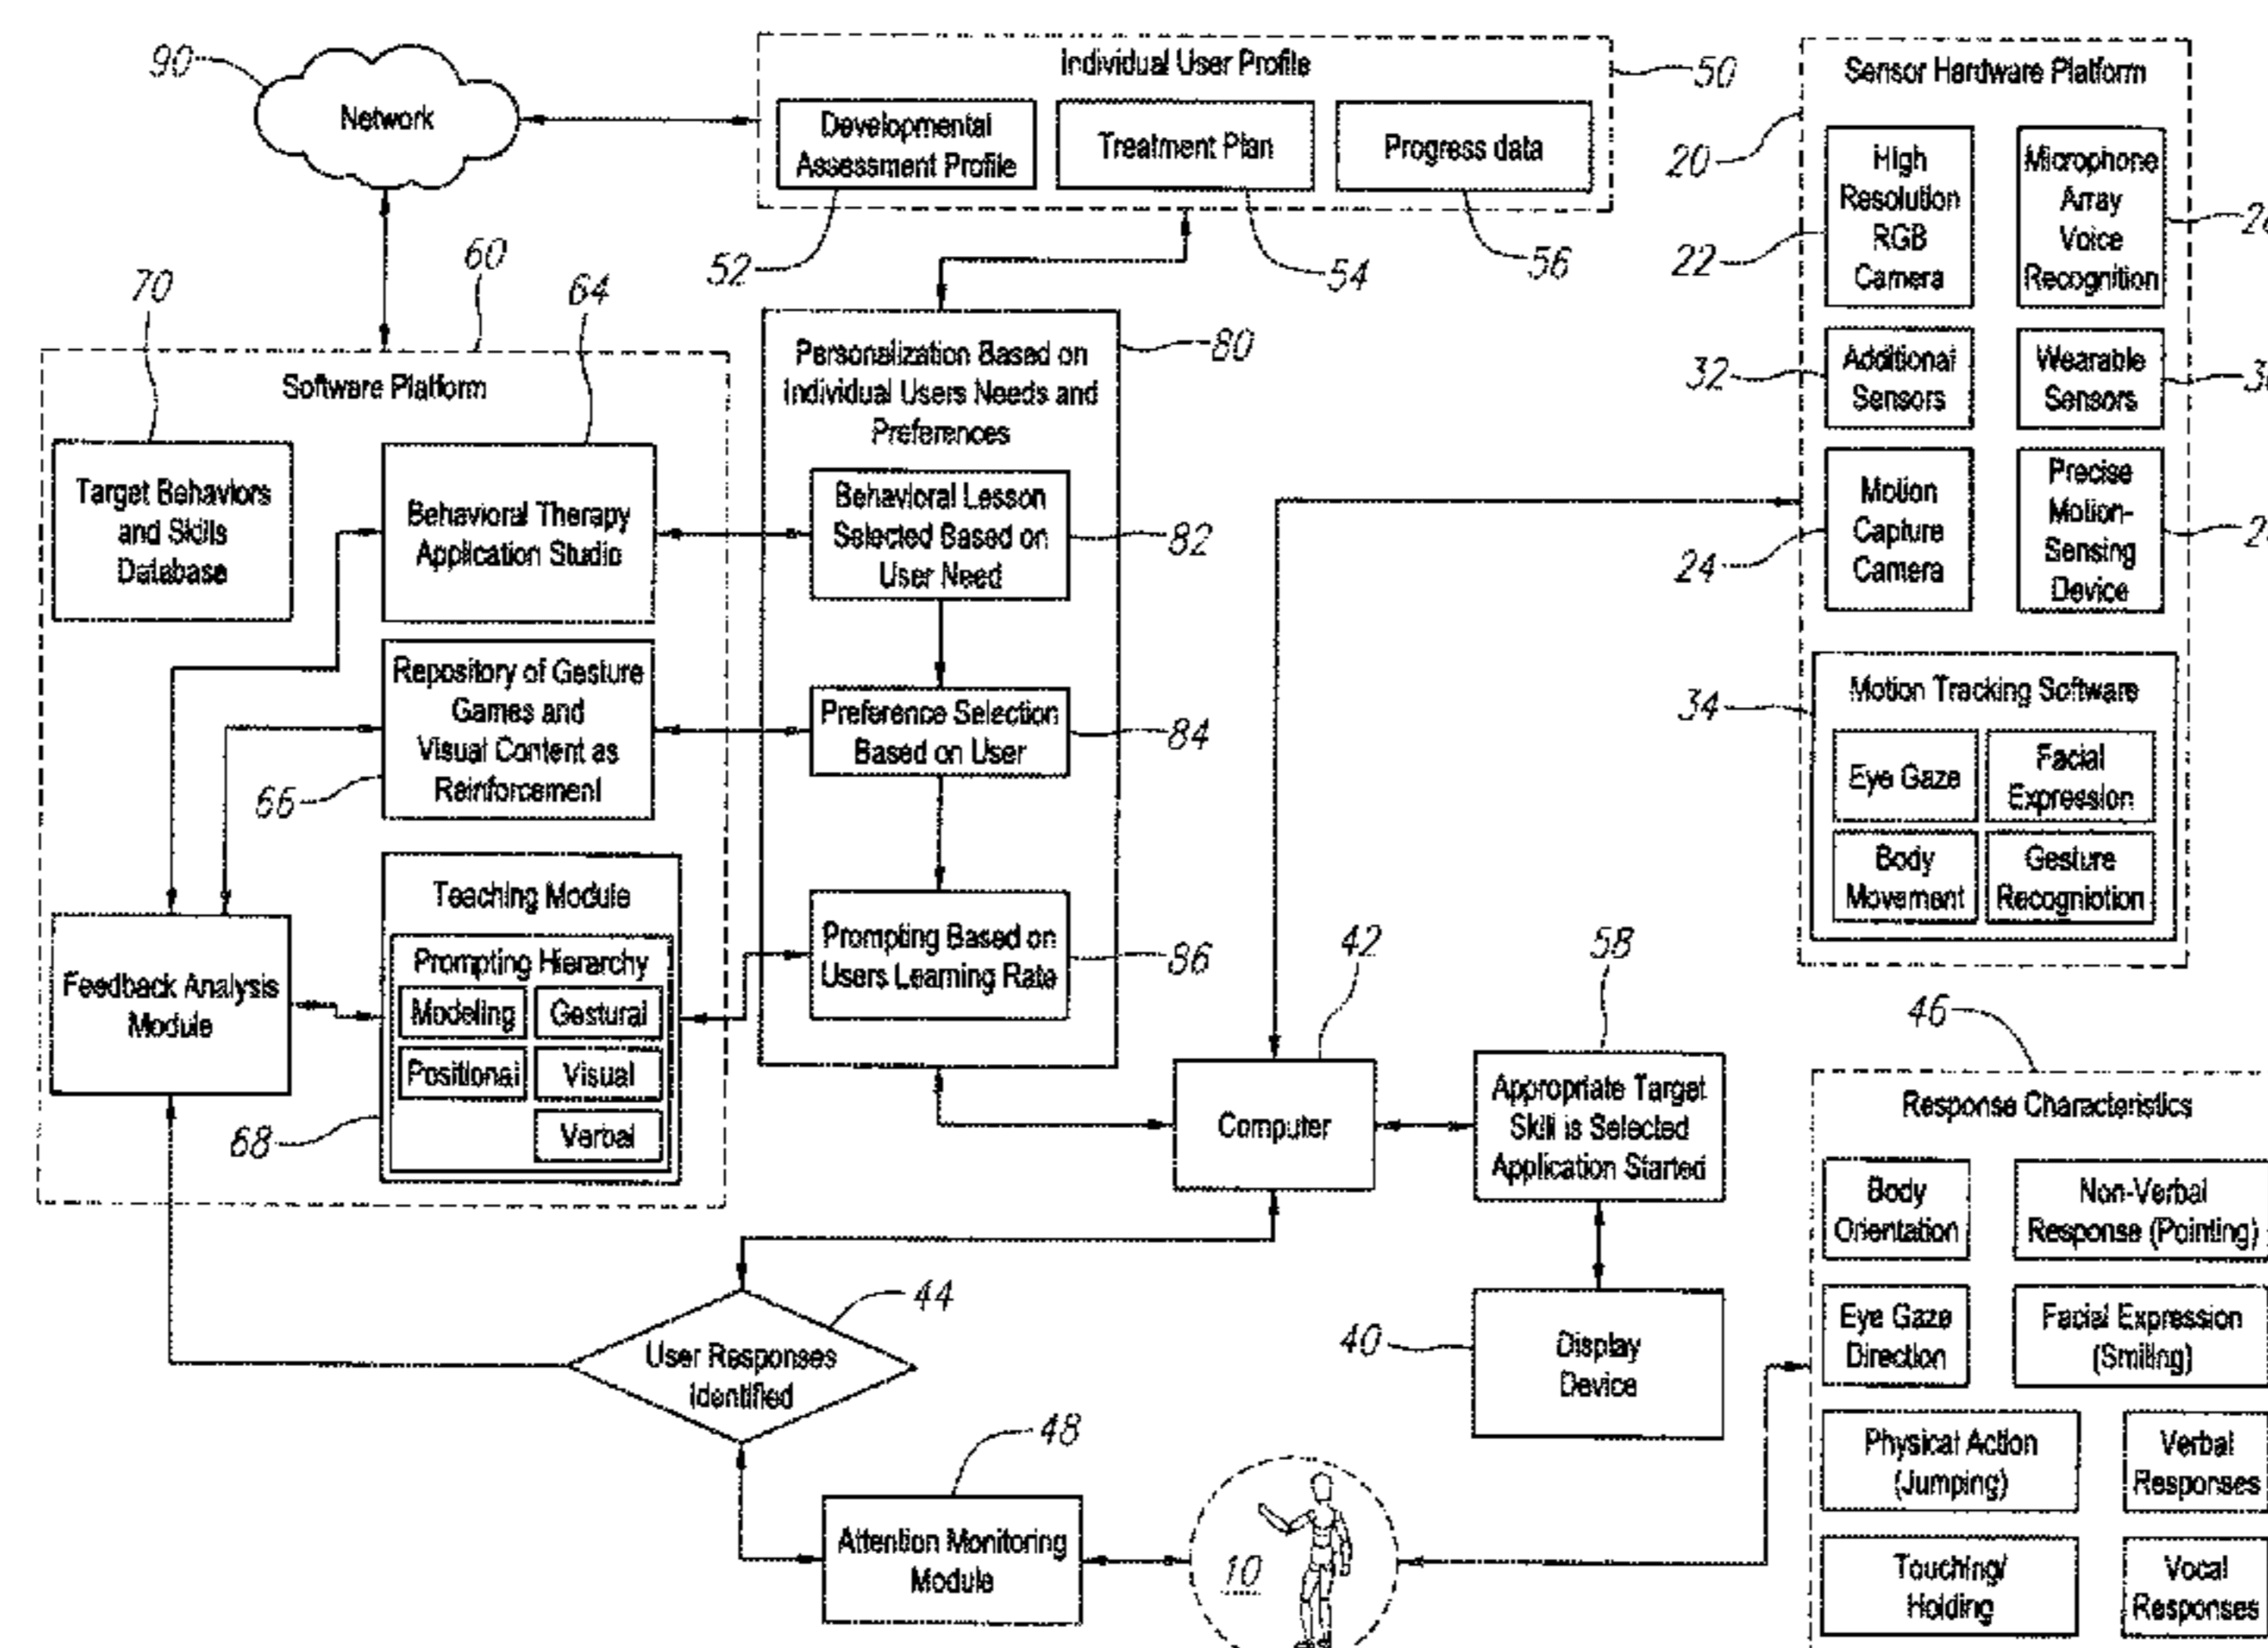 90
Network
Individual User Profile
50
Developmental
Assessment Profile
Treatment Plan
Progress data
52
54
56
Sensor Hardware Platform
20
High
Resolution
RGB
Camera
22
Microphone
Array
Voice
Recognition
Additional
Sensors
32
Wearable
Sensors
Motion
Capture
Camera
24
Precise
Motion-
Sensing
Device
34
Motion Tracking Software
Eye Gaze
Facial
Expression
Body
Movement
Gesture
Recogniotion
60
70
64
Software Platform
Target Behaviors
and Skills
Database
Behavioral Therapy
Application Studio
Repository of Gesture
Games and
Visual Content as
Reinforcement
66
Teaching Module
Prompting Hierarchy
Modeling
Gestural
Positional
Visual
Verbal
68
Feedback Analysis
Module
80
Personalization Based on
Individual Users Needs and
Preferences
Behavioral Lesson
Selected Based on
User Need
82
Preference Selection
Based on User
84
Prompting Based on
Users Learning Rate
86
42
Computer
58
Appropriate Target
Skill is Selected
Application Started
40
Display
Device
44
User Responses
Identified
48
Attention Monitoring
Module
10
46
Response Characteristics
Body
Orientation
Non-Verbal
Response (Pointing)
Eye Gaze
Direction
Facial Expression
(Smiling)
Physical Action
(Jumping)
Verbal
Responses
Touching/
Holding
Vocal
Responses